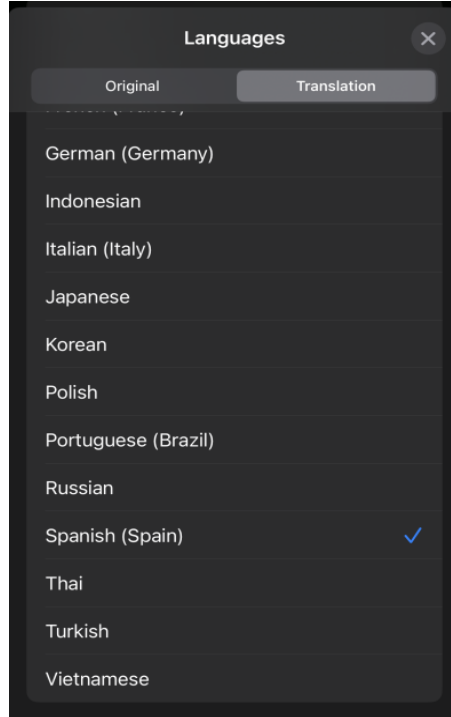 Languages
Original
Translation
German (Germany)
Indonesian
Italian (Italy)
Japanese
Korean
Polish
Portuguese (Brazil)
Russian
Spanish (Spain)
Thai
Turkish
Vietnamese